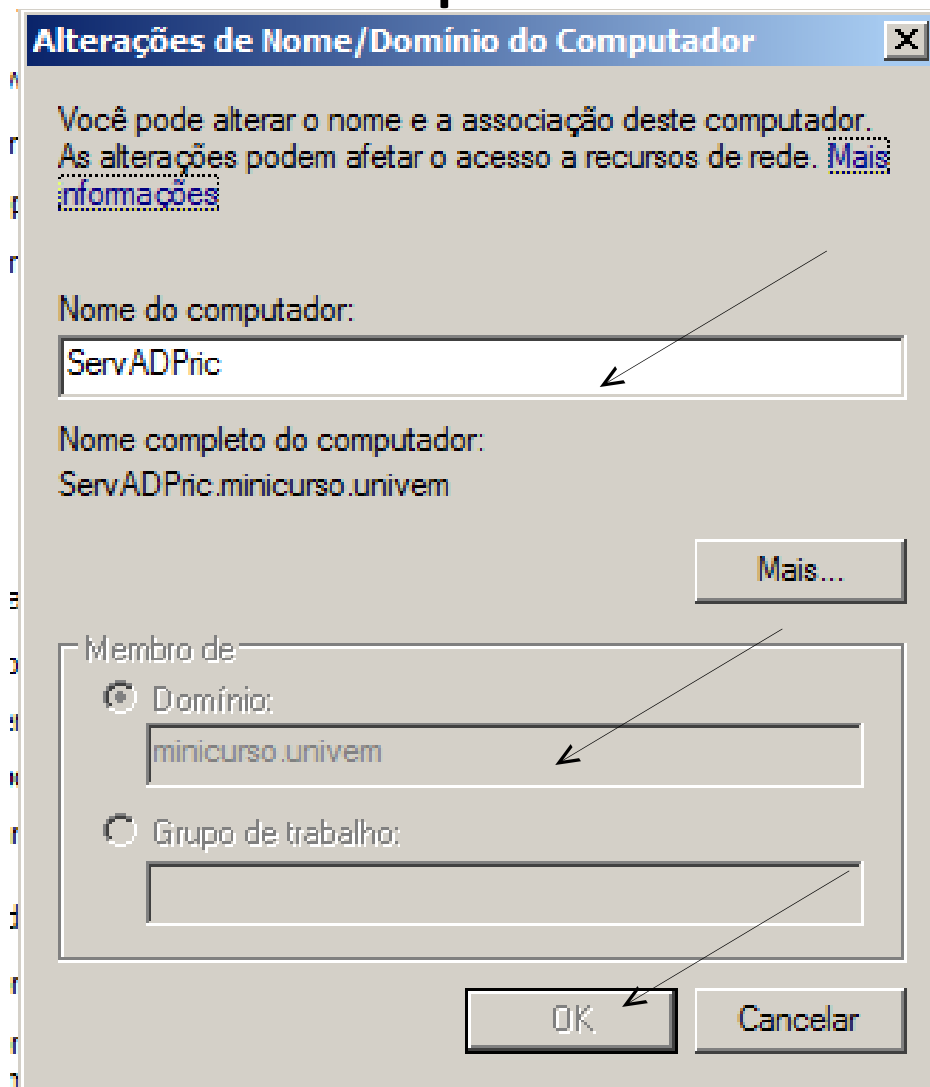 Alterações de Nome/Domínio do Computador
Você pode alterar o nome e a associação deste computador.
As alterações podem afetar o acesso a recursos de rede. Mais
informações
Nome do computador:
ServADPric
Nome completo do computador:
ServADPric.minicurso.univem
Mais...
Membro de
Domínio:
minicurso.univem
Grupo de trabalho:
OK
Cancelar